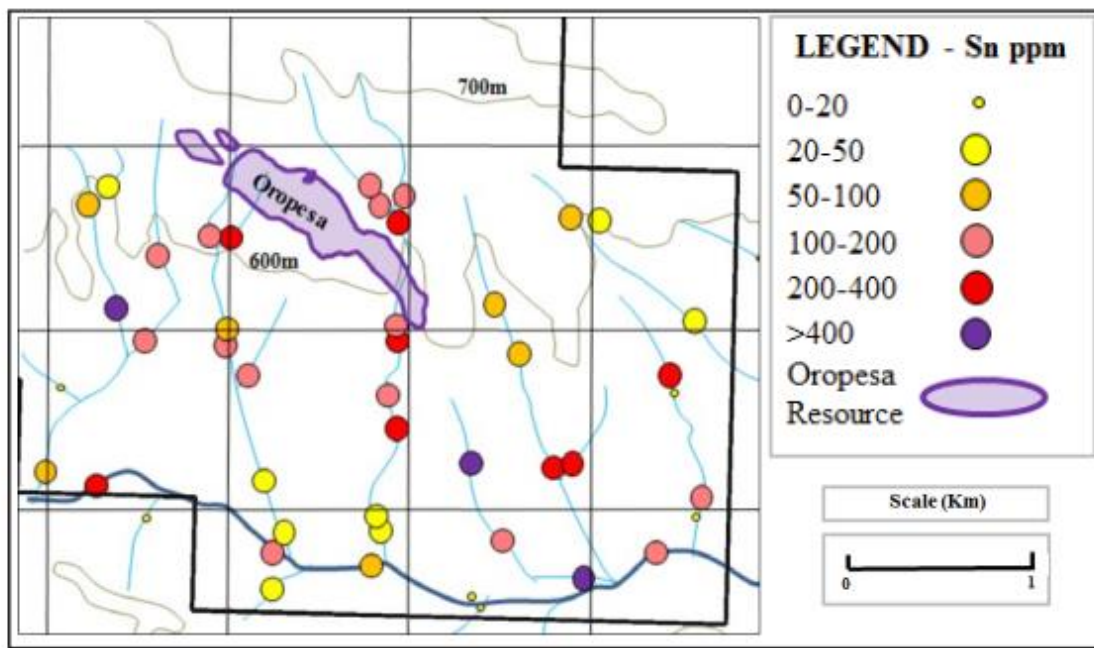 700m
Oropesa
600m
LEGEND - Sn ppm
0-20
20-50
50-100
100-200
200-400
>400
Oropesa
Resource
Scale (Km)
0 1